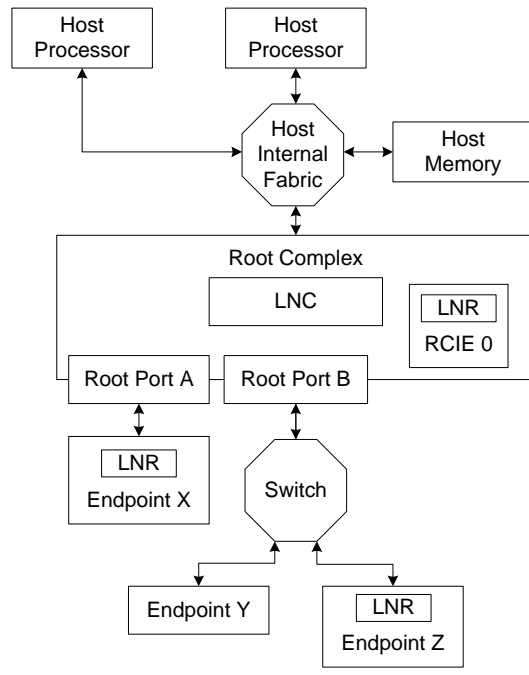 Host
Processor
Host
Processor
Host
Internal
Fabric
Host
Memory
Root Complex
LNC
LNR
RCIE 0
Root Port A
Root Port B
LNR
Endpoint X
Switch
Endpoint Y
LNR
Endpoint Z